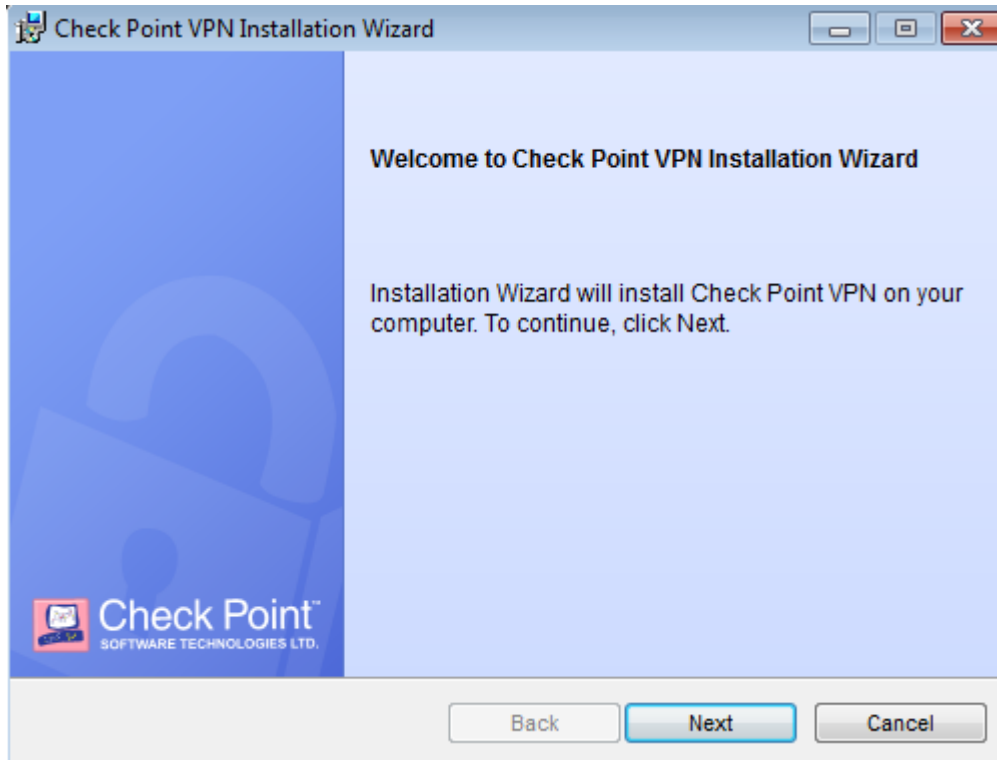 Check Point VPN Installation Wizard
Welcome to Check Point VPN Installation Wizard
Installation Wizard will install Check Point VPN on your
computer. To continue, click Next.
Check Point™
SOFTWARE TECHNOLOGIES LTD.
Back Next Cancel